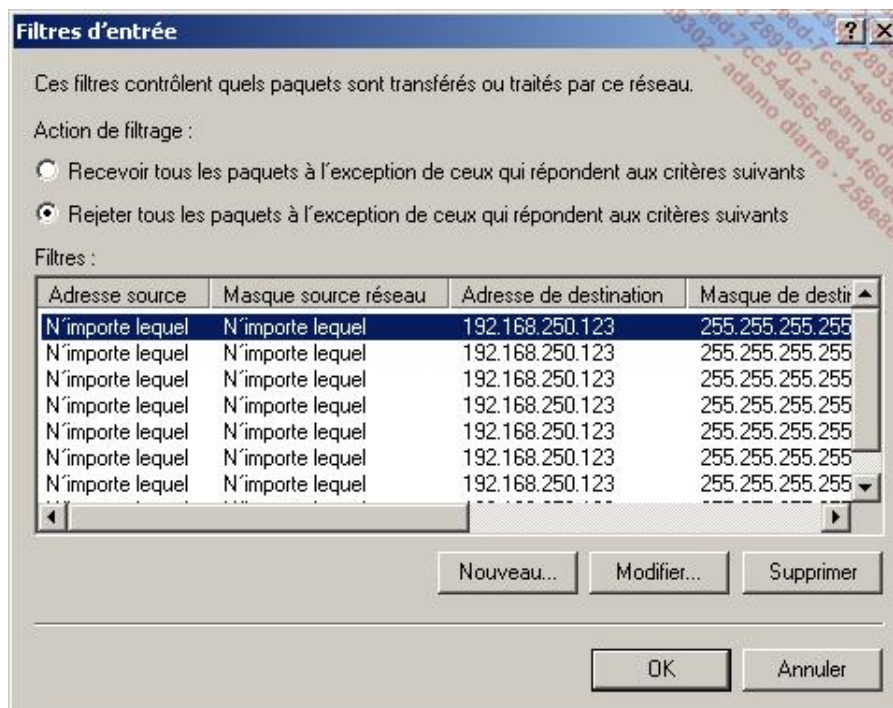 Filtres d'entrée
Ces filtres contrôlent quels paquets sont transférés ou traités par ce réseau.
Action de filtrage :
Recevoir tous les paquets à l´exception de ceux qui répondent aux critères suivants
Rejeter tous les paquets à l´exception de ceux qui répondent aux critères suivants
Filtres :
Adresse source Masque source réseau Adresse de destination Masque de destir
N´importe lequel N´importe lequel 192.168.250.123 255.255.255.255
N´importe lequel N´importe lequel 192.168.250.123 255.255.255.255
N´importe lequel N´importe lequel 192.168.250.123 255.255.255.255
N´importe lequel N´importe lequel 192.168.250.123 255.255.255.255
N´importe lequel N´importe lequel 192.168.250.123 255.255.255.255
N´importe lequel N´importe lequel 192.168.250.123 255.255.255.255
N´importe lequel N´importe lequel 192.168.250.123 255.255.255.255
Nouveau... Modifier... Supprimer
OK Annuler